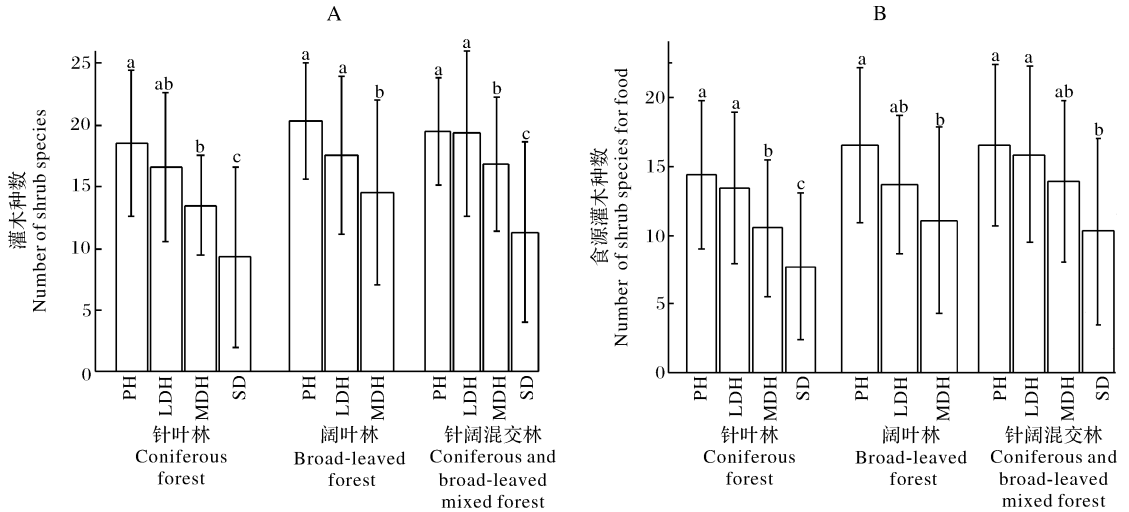 A
灌木种数
Number of shrub species
25
20
15
10
5
0
a
ab
b
c
a
a
b
a
a
b
c
PH
LDH
MDH
SD
PH
LDH
MDH
PH
LDH
MDH
SD
针叶林
Coniferous
forest
阔叶林
Broad-leaved
forest
针阔混交林
Coniferous and
broad-leaved
mixed forest
B
食源灌木种数
Number of shrub species for food
20
15
10
5
0
a
a
b
c
a
ab
b
a
a
ab
b
PH
LDH
MDH
SD
PH
LDH
MDH
PH
LDH
MDH
SD
针叶林
Coniferous
forest
阔叶林
Broad-leaved
forest
针阔混交林
Coniferous and
broad-leaved
mixed forest